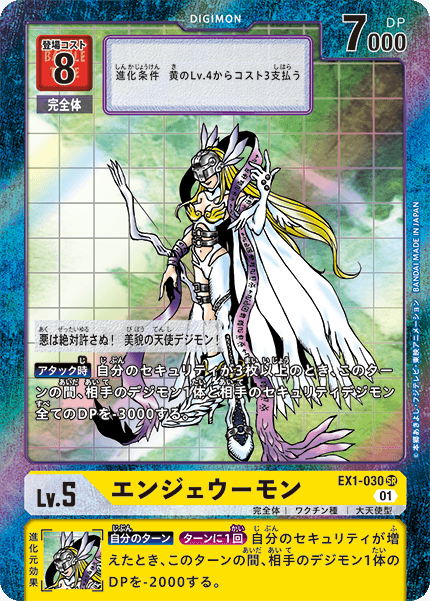 DIGIMON
登場コスト
8
完全体
DP
7000
進化条件 黄のLv.4からコスト3支払う
悪は絶対許さぬ! 美貌の天使デジモン!
アタック時 自分のセキュリティが3枚以上のとき、このター
ンの間、相手のデジモン1体と相手のセキュリティデジモン
全てのDPを-3000する。
©本郷あきよし・フジテレビ・東映アニメーション BANDAI MADE IN JAPAN
EX1-030 SR
01
Lv.5
エンジェウーモン
完全体 | ワクチン種 | 大天使型
進化元効果
自分のターン ターンに1回 自分のセキュリティが増
えたとき、このターンの間、相手のデジモン1体の
DPを-2000する。